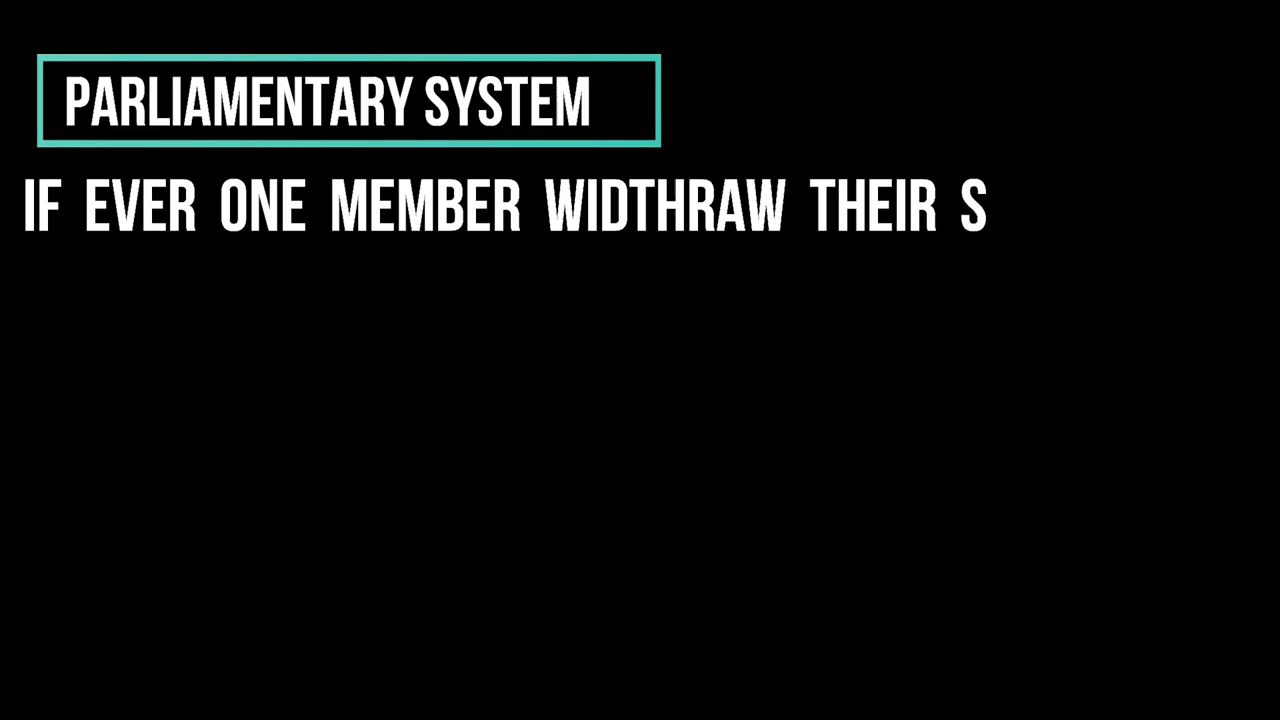 PARLIAMENTARY SYSTEM
IF EVER ONE MEMBER WIDTHRAW THEIR S